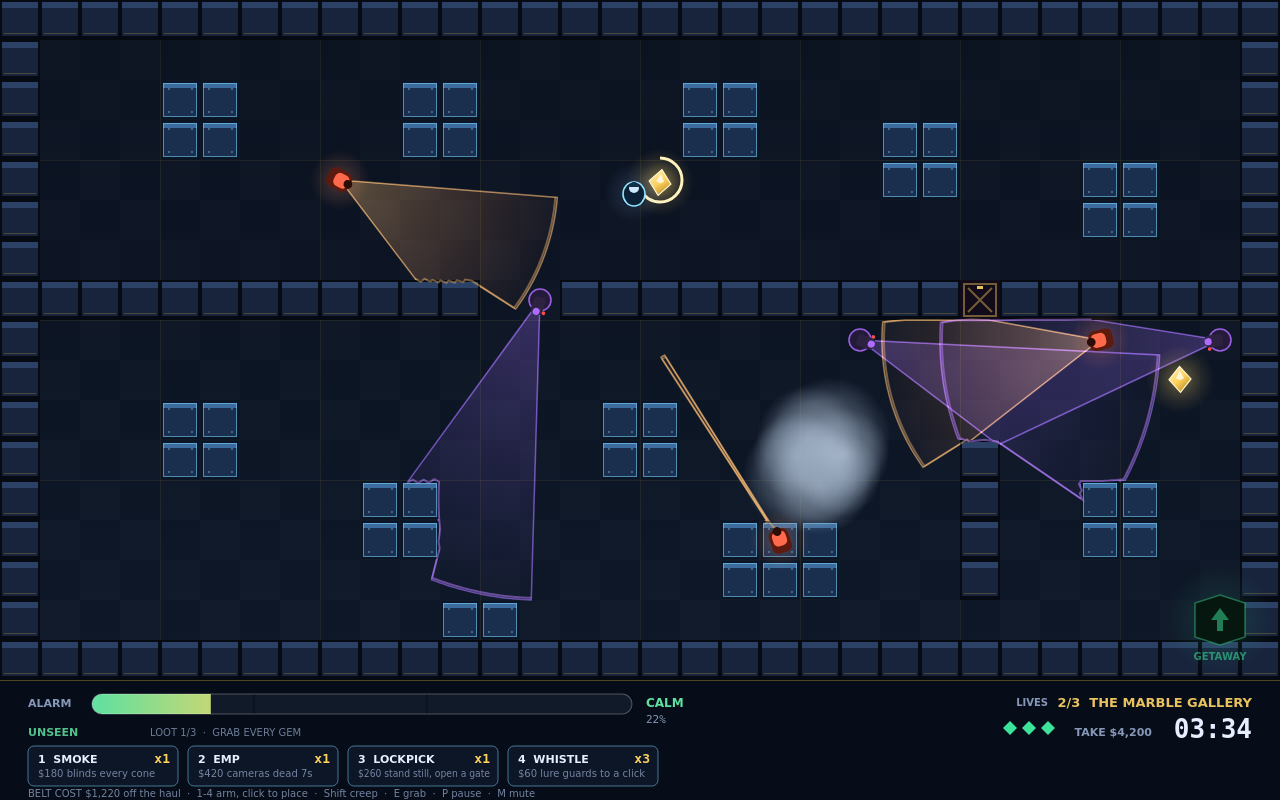 GETAWAY
ALARM
CALM
22%
LIVES 2/3 THE MARBLE GALLERY
UNSEEN
LOOT 1/3 · GRAB EVERY GEM
TAKE $4,200
03:34
1 SMOKE x1
$180 blinds every cone
2 EMP x1
$420 cameras dead 7s
3 LOCKPICK x1
$260 stand still, open a gate
4 WHISTLE x3
$60 lure guards to a click
BELT COST $1,220 off the haul · 1-4 arm, click to place · Shift creep · E grab · P pause · M mute